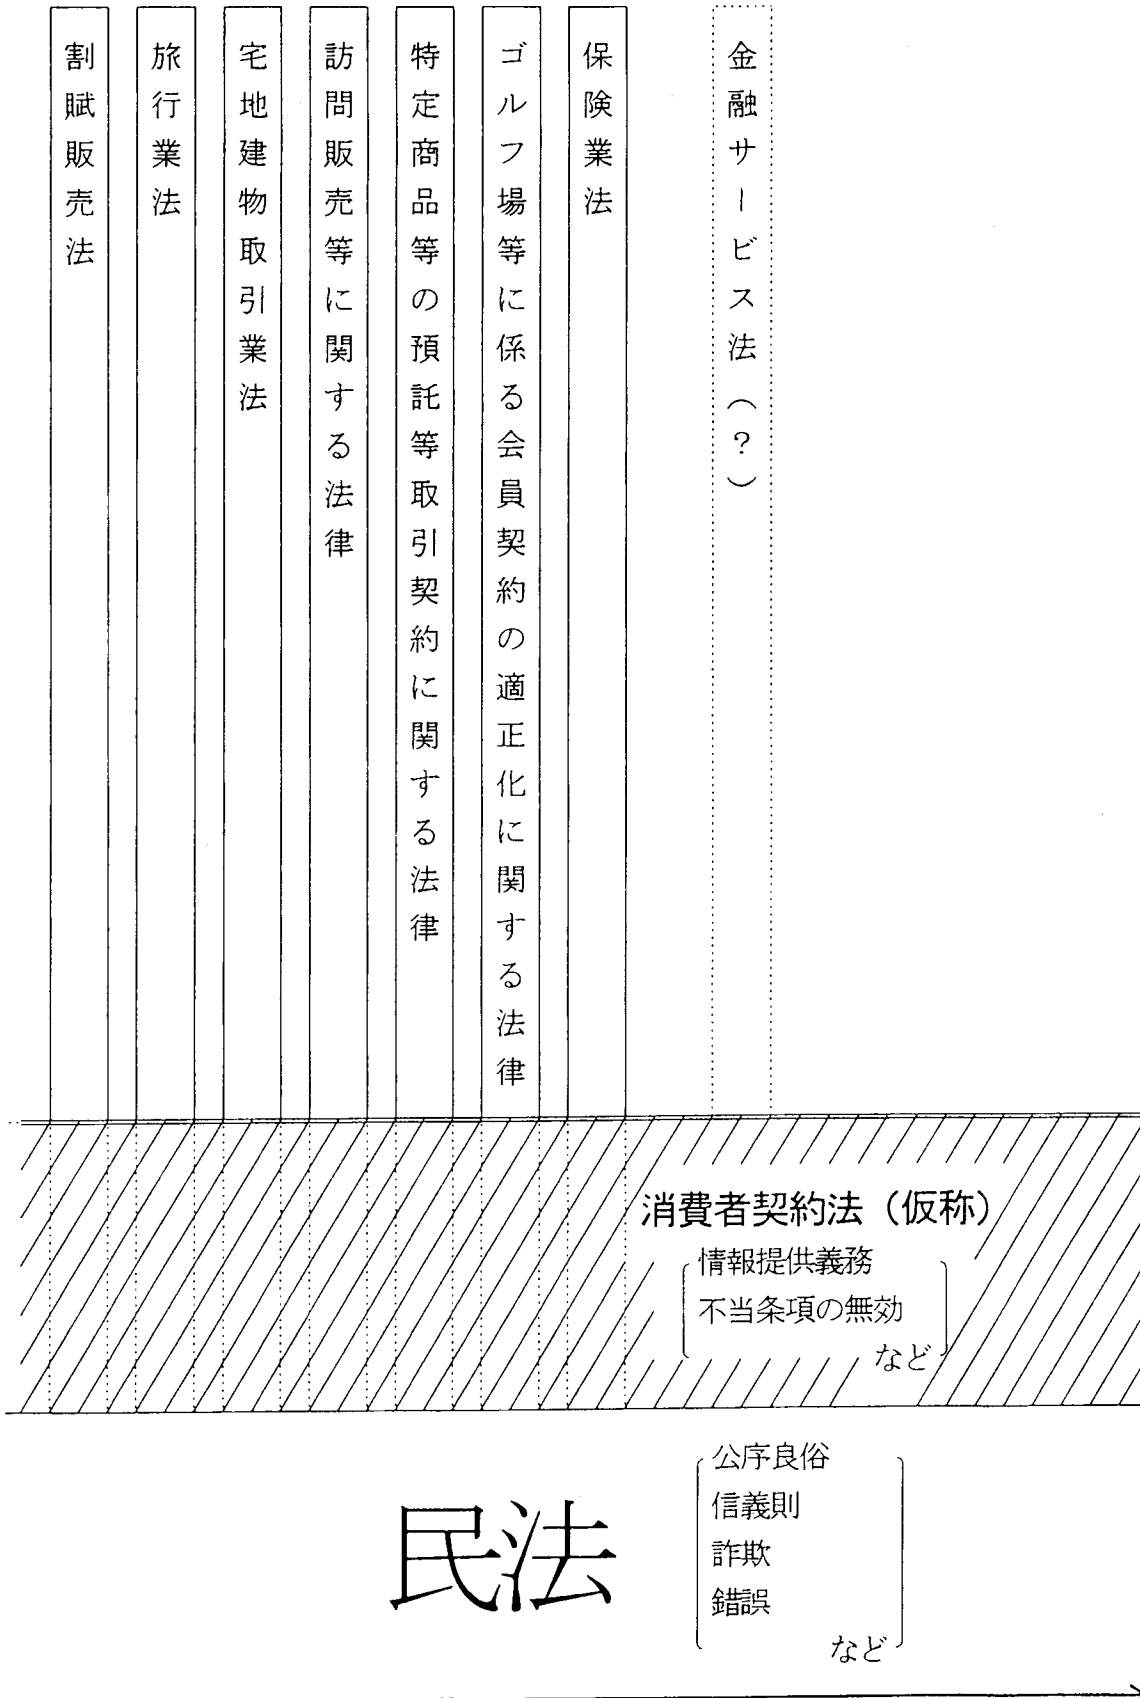 割賦販売法
旅行業法
宅地建物取引業法
訪問販売等に関する法律
特定商品等の預託等取引契約に関する法律
ゴルフ場等に係る会員契約の適正化に関する法律
保険業法
金融サービス法(?)
消費者契約法(仮称)
情報提供義務
不当条項の無効
など
民法
公序良俗
信義則
詐欺
錯誤
など